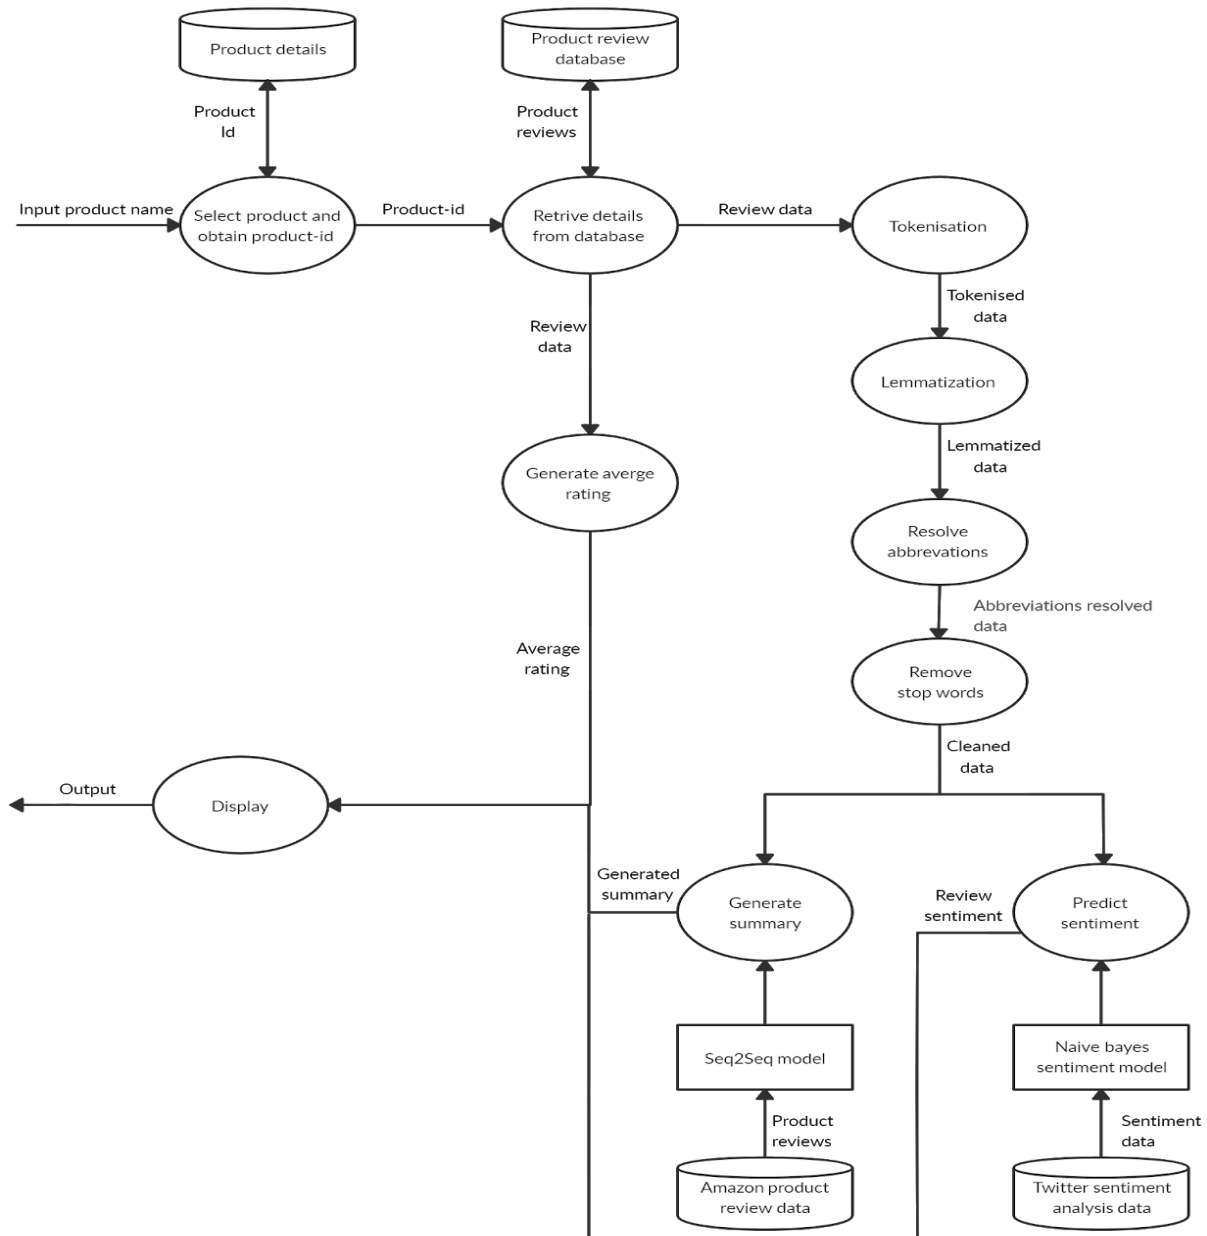 Product details
Product review
database
Product
Id
Product
reviews
Input product name
Select product and
obtain product-id
Product-id
Retrive details
from database
Review data
Tokenisation
Tokenised
data
Review
data
Lemmatization
Lemmatized
data
Generate averge
rating
Resolve
abbrevations
Abbreviations resolved
data
Average
rating
Remove
stop words
Cleaned
data
Output
Display
Generated
summary
Generate
summary
Review
sentiment
Predict
sentiment
Seq2Seq model
Naive bayes
sentiment model
Product
reviews
Sentiment
data
Amazon product
review data
Twitter sentiment
analysis data